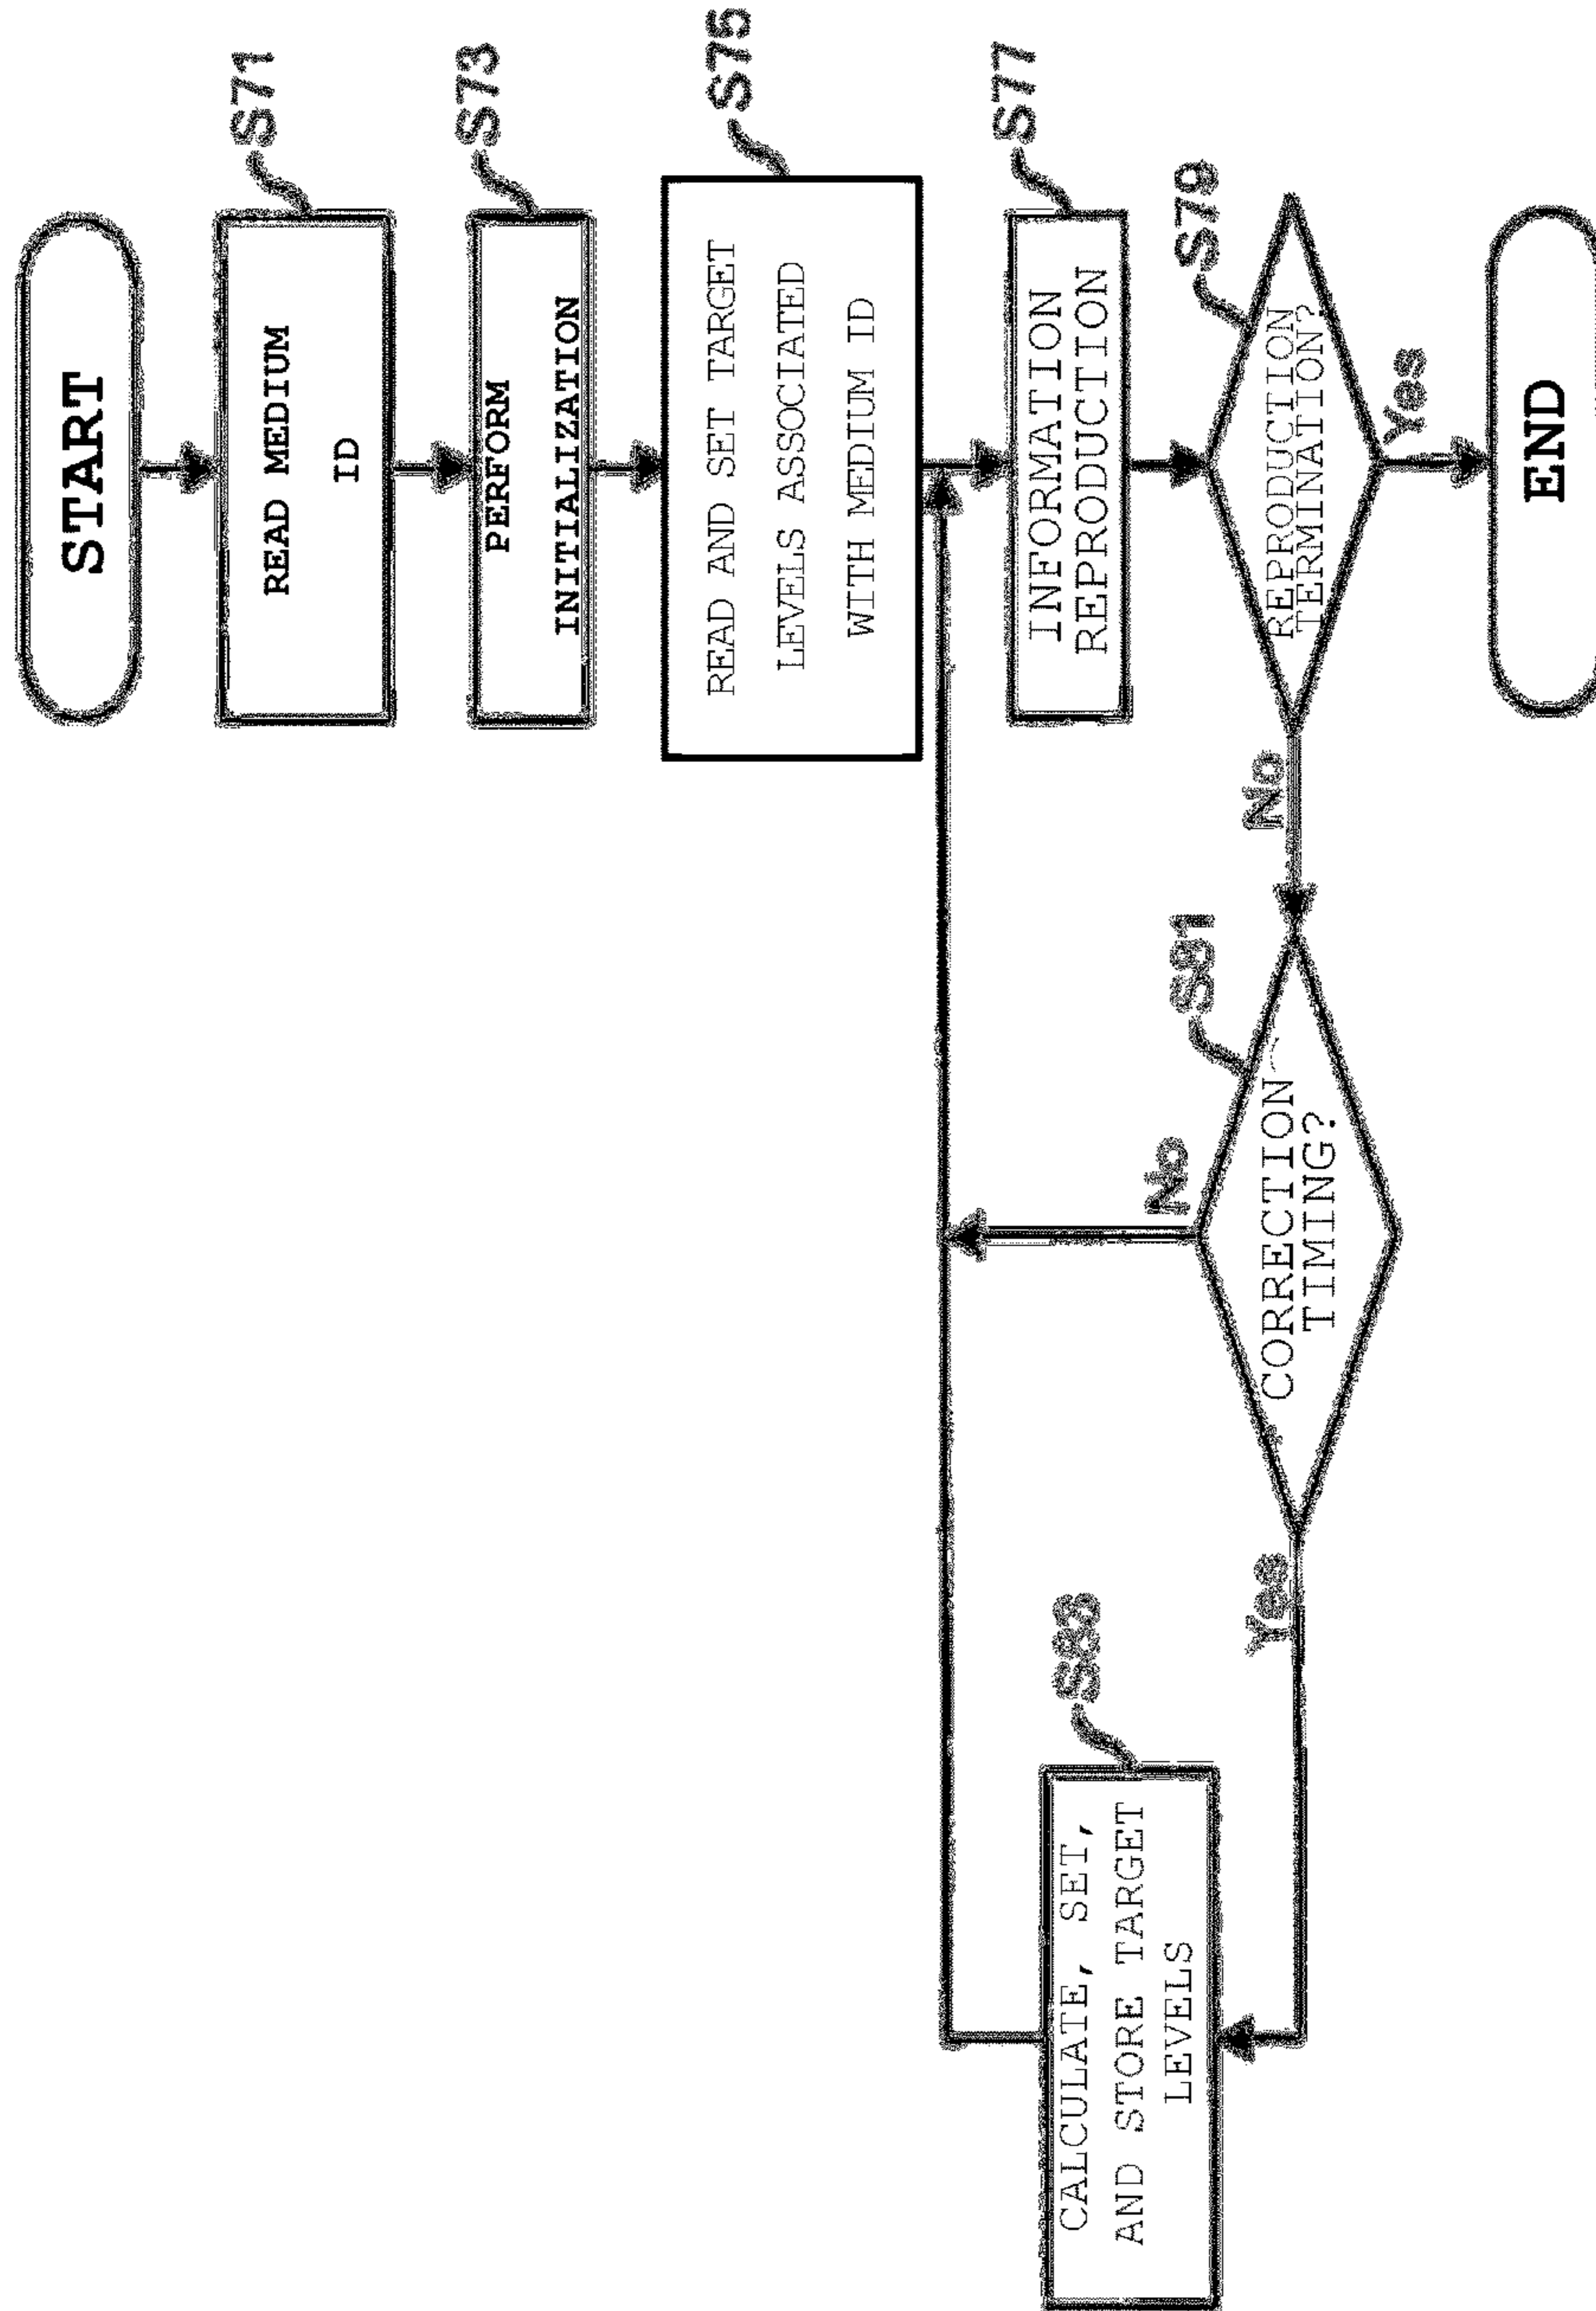 START
S71
READ MEDIUM
ID
S73
PERFORM
INITIALIZATION
S75
READ AND SET TARGET
LEVELS ASSOCIATED
WITH MEDIUM ID
S77
INFORMATION
REPRODUCTION
S79
REPRODUCTION
TERMINATION?
Yes
END
No
S81
CORRECTION
TIMING?
No
Yes
S83
CALCULATE, SET,
AND STORE TARGET
LEVELS